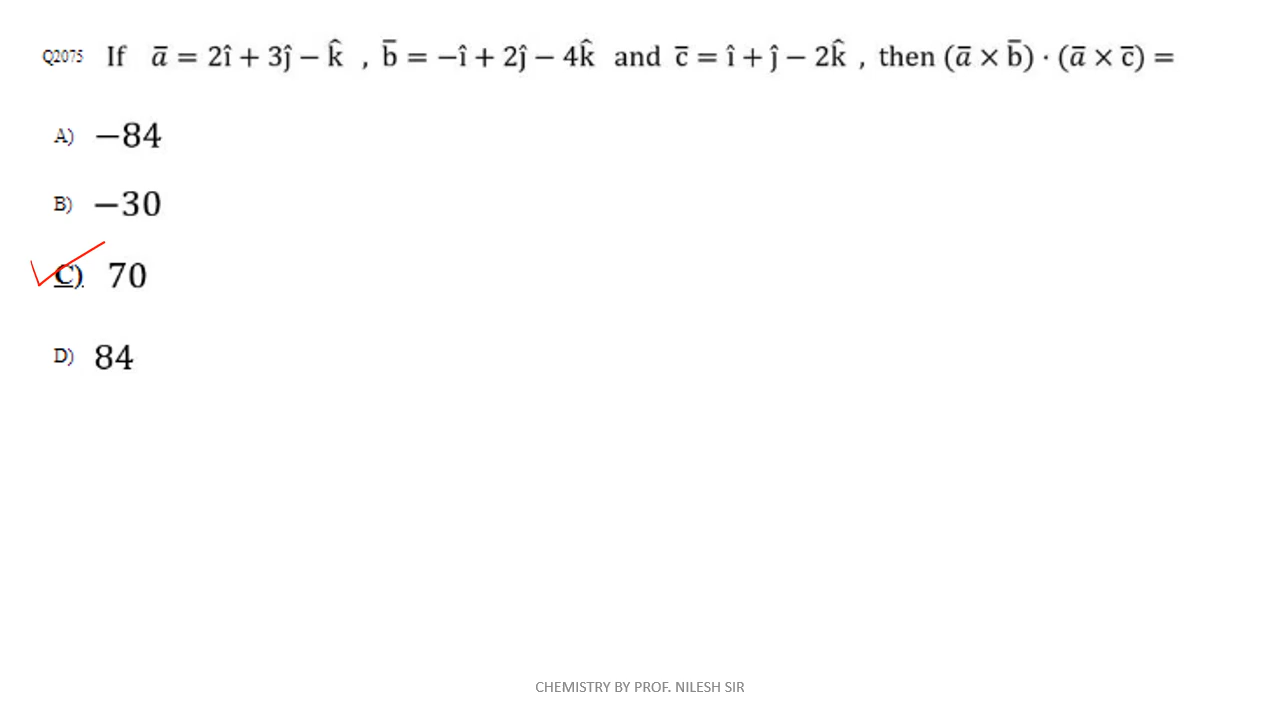 Q2075 If a̅ = 2î + 3ĵ − k̂ , b̅ = −î + 2ĵ − 4k̂ and c̅ = î + ĵ − 2k̂ , then (a̅ × b̅) · (a̅ × c̅) =
A) −84
B) −30
C) 70
D) 84
CHEMISTRY BY PROF. NILESH SIR